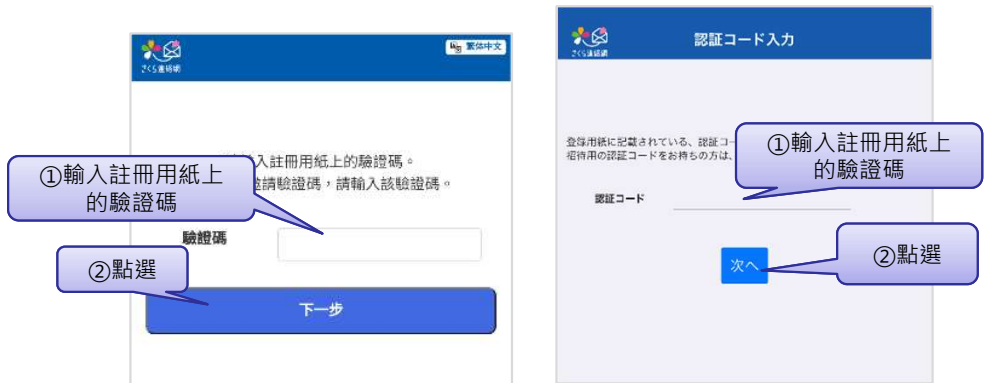 さくら連絡網
繁体中文
入註冊用紙上的驗證碼。
請驗證碼，請輸入該驗證碼。
①輸入註冊用紙上
的驗證碼
驗證碼
②點選
下一步
さくら連絡網
認証コード入力
登録用紙に記載されている、認証コー
招待用の認証コードをお持ちの方は、
①輸入註冊用紙上
的驗證碼
認証コード
次へ
②點選